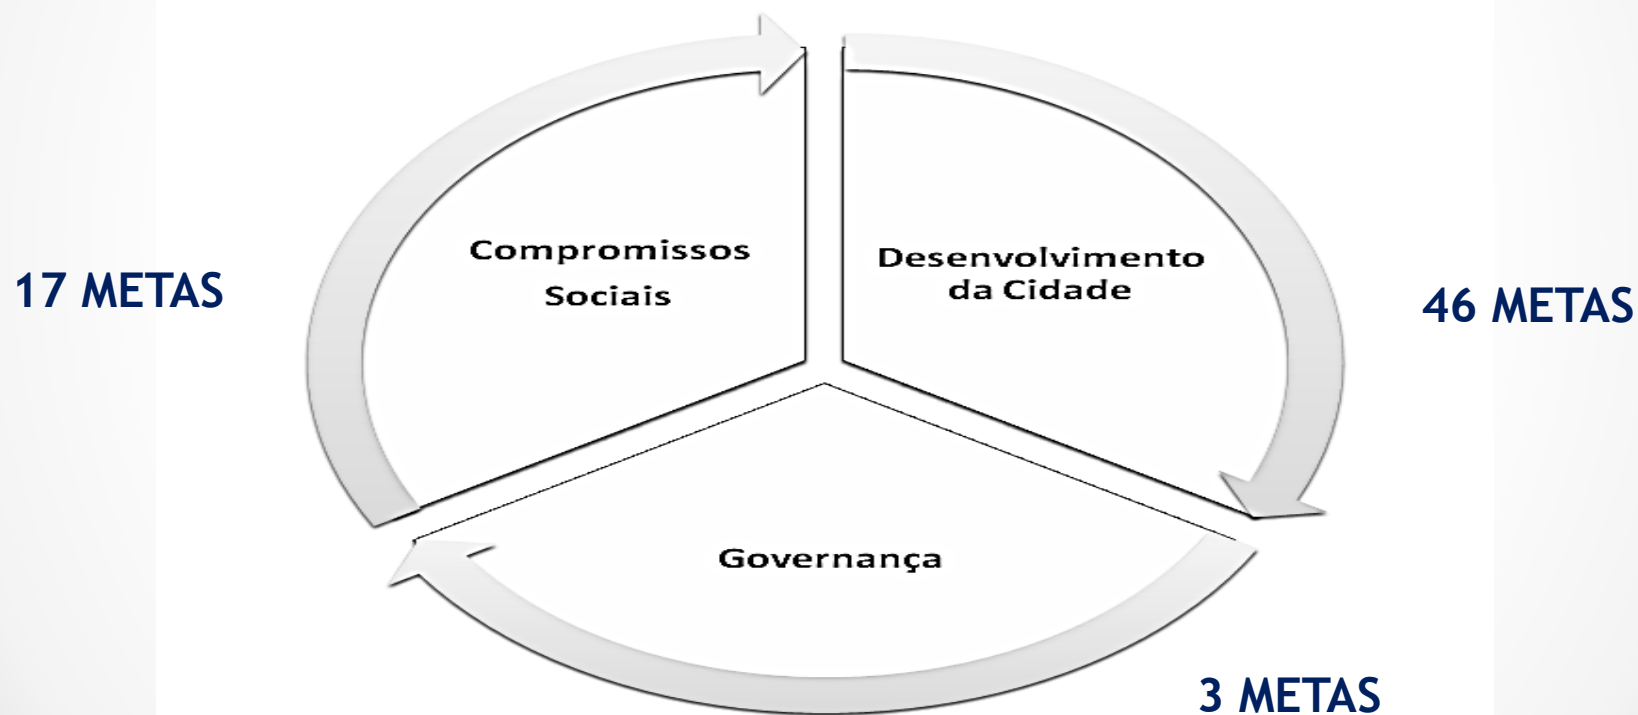 Compromissos
Sociais
Desenvolvimento
da Cidade
17 METAS
46 METAS
Governança
3 METAS